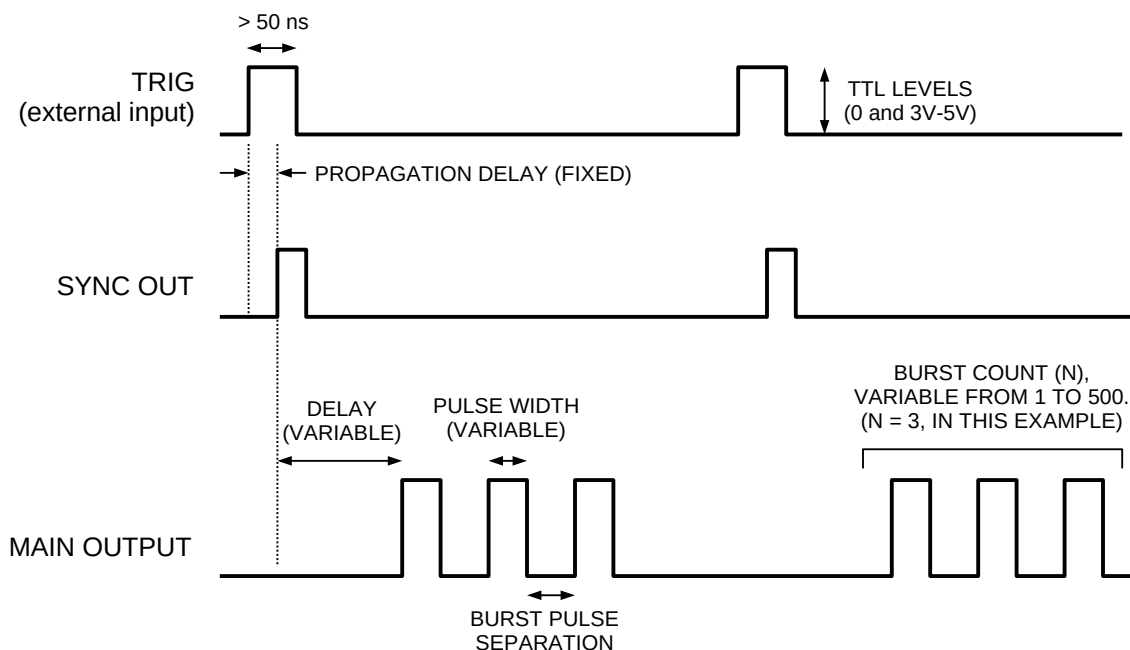 > 50 ns
TRIG
(external input)
TTL LEVELS
(0 and 3V-5V)
PROPAGATION DELAY (FIXED)
SYNC OUT
BURST COUNT (N),
VARIABLE FROM 1 TO 500.
(N = 3, IN THIS EXAMPLE)
DELAY
(VARIABLE)
PULSE WIDTH
(VARIABLE)
MAIN OUTPUT
BURST PULSE
SEPARATION